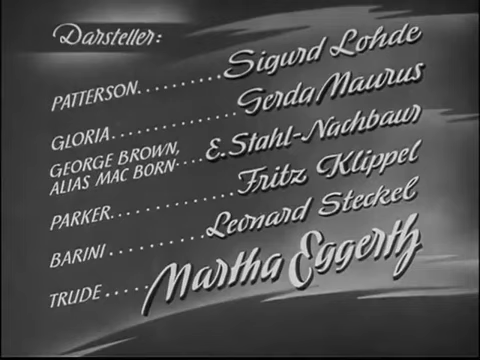 Darsteller:
PATTERSON.......... Sigurd Lohde
GLORIA............. Gerda Maurus
GEORGE BROWN,
ALIAS MAC BORN.... E. Stahl-Nachbaur
PARKER............. Fritz Klippel
BARINI.......... Leonard Steckel
TRUDE..... Martha Eggerth